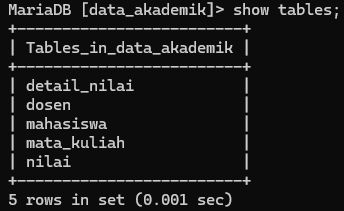 MariaDB [data_akademik]> show tables;
+-------------------------+
| Tables_in_data_akademik |
+-------------------------+
| detail_nilai            |
| dosen                   |
| mahasiswa               |
| mata_kuliah             |
| nilai                   |
+-------------------------+
5 rows in set (0.001 sec)